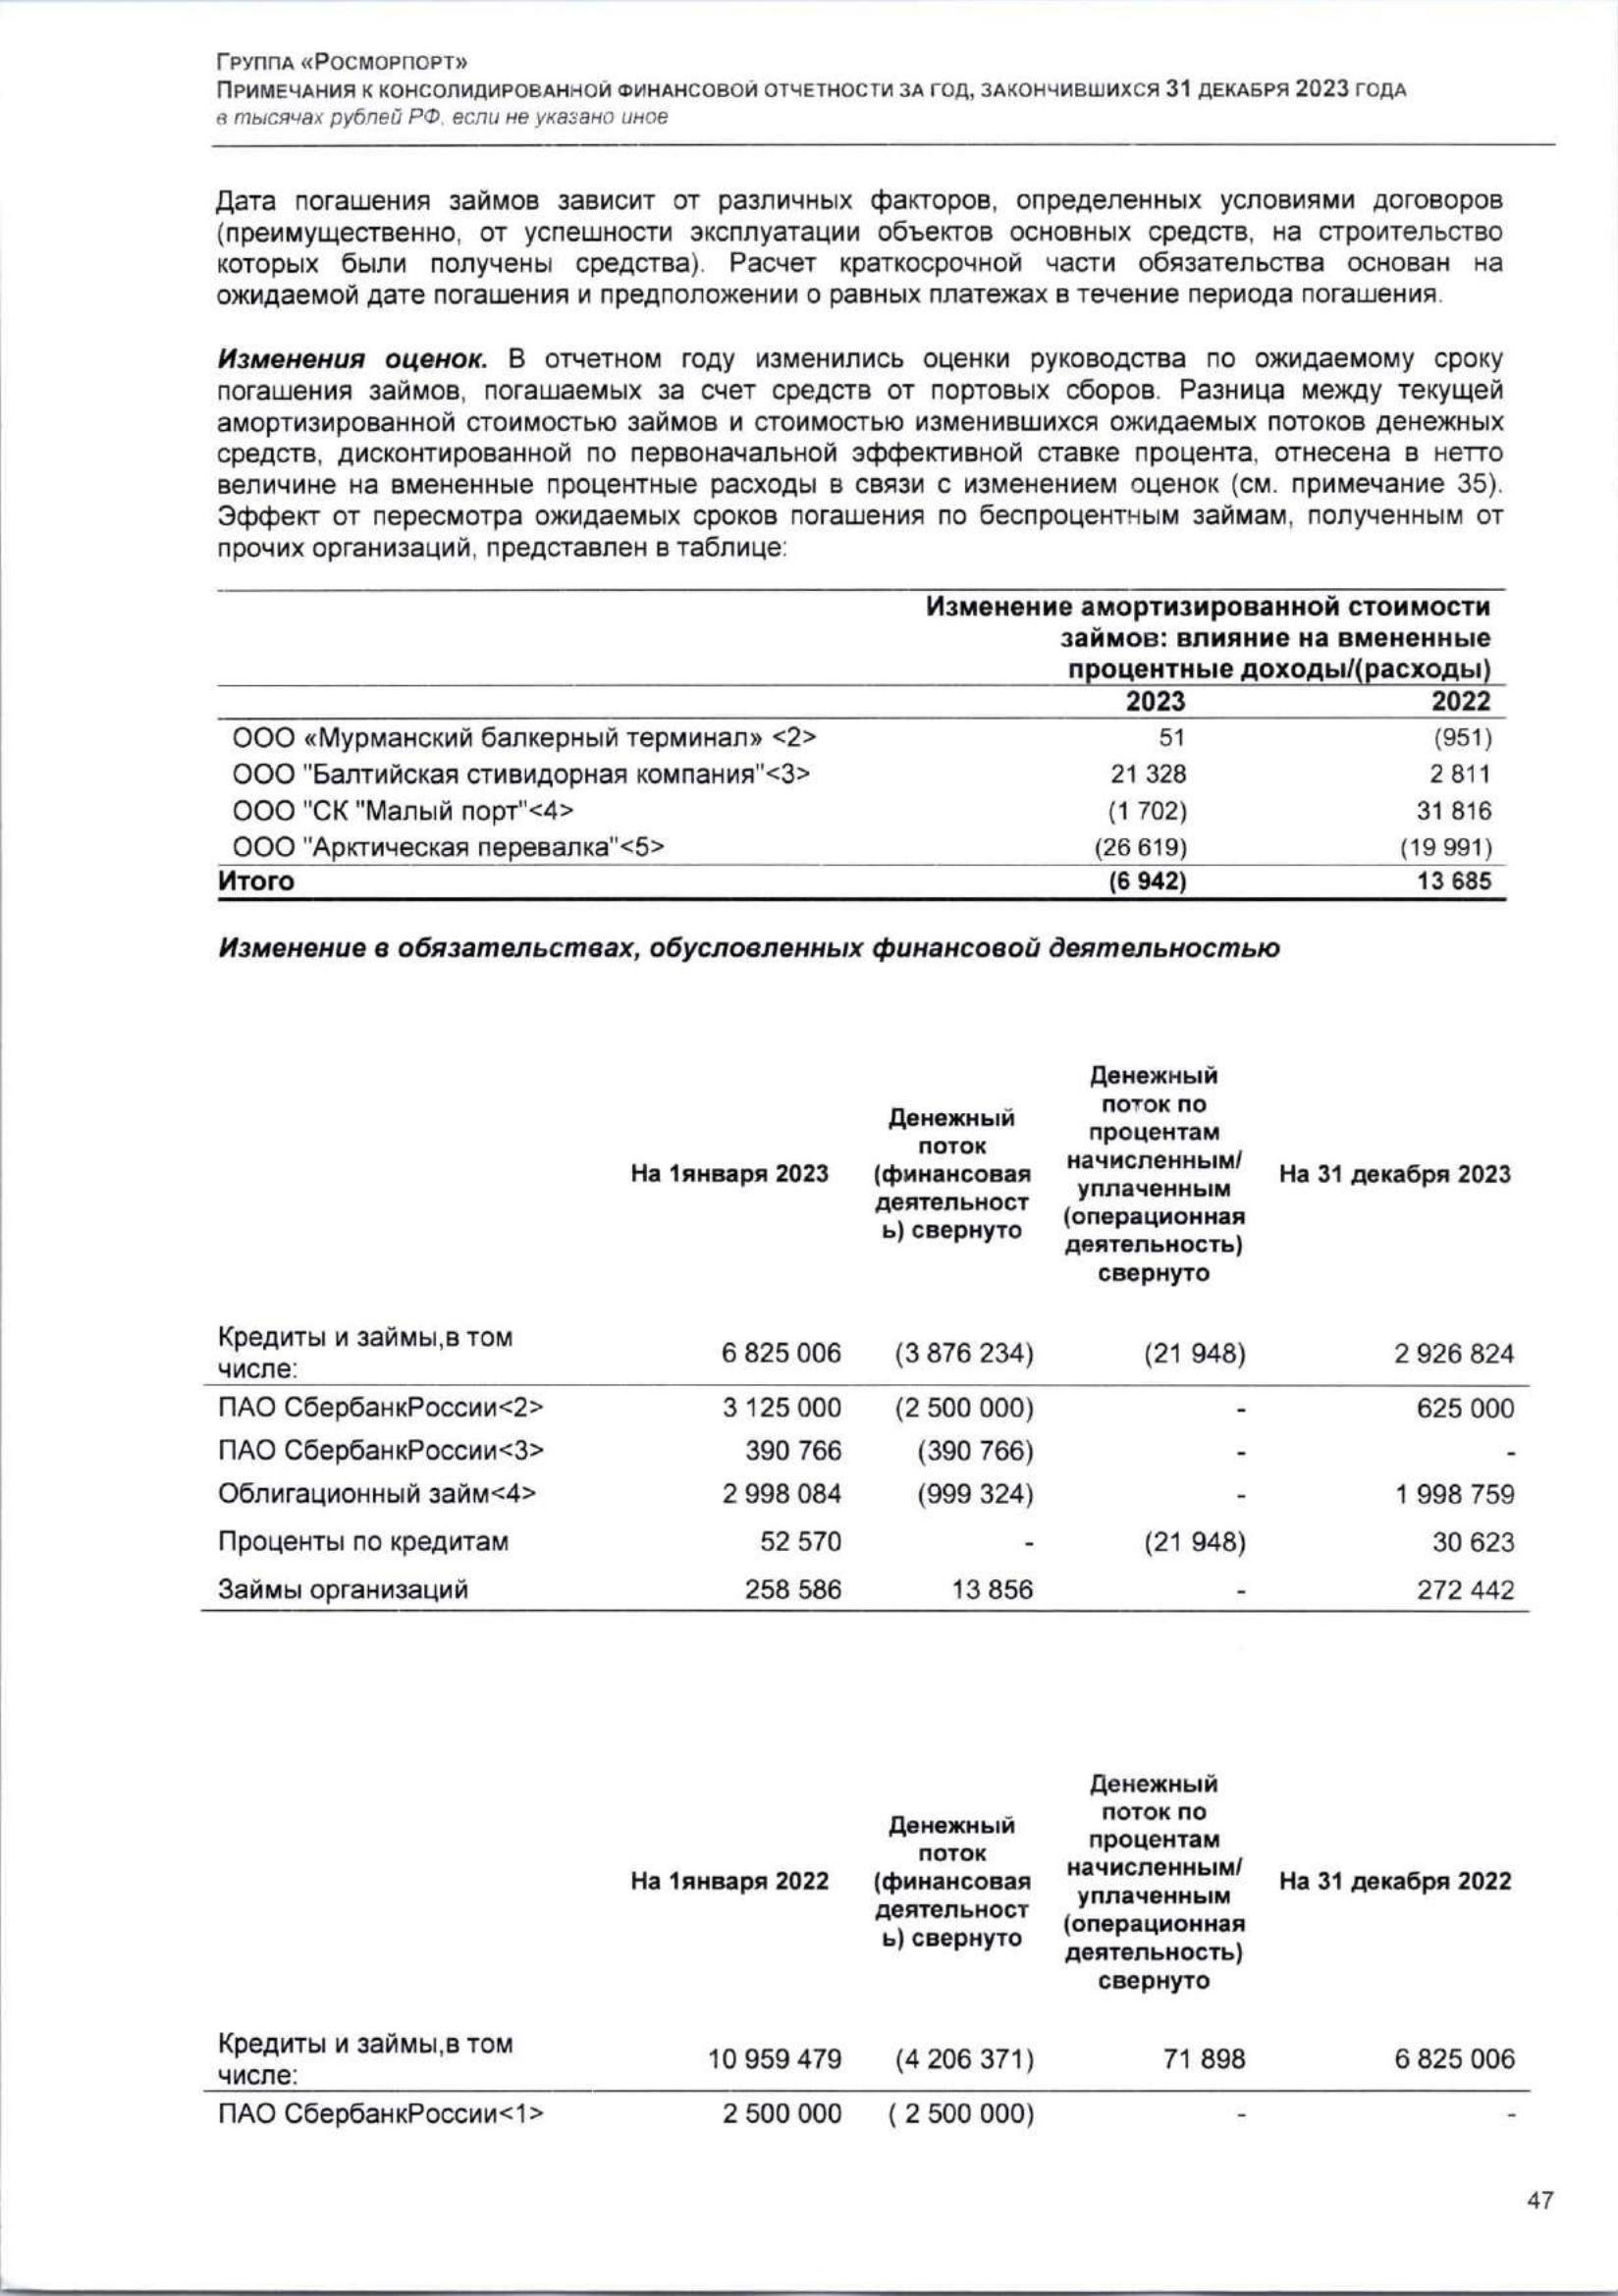 ГРУППА «РОСМОРПОРТ»
ПРИМЕЧАНИЯ К КОНСОЛИДИРОВАННОЙ ФИНАНСОВОЙ ОТЧЕТНОСТИ ЗА ГОД, ЗАКОНЧИВШИХСЯ 31 ДЕКАБРЯ 2023 ГОДА
в тысячах рублей РФ, если не указано иное
Дата погашения займов зависит от различных факторов, определенных условиями договоров
(преимущественно, от успешности эксплуатации объектов основных средств, на строительство
которых были получены средства). Расчет краткосрочной части обязательства основан на
ожидаемой дате погашения и предположении о равных платежах в течение периода погашения.
Изменения оценок. В отчетном году изменились оценки руководства по ожидаемому сроку
погашения займов, погашаемых за счет средств от портовых сборов. Разница между текущей
амортизированной стоимостью займов и стоимостью изменившихся ожидаемых потоков денежных
средств, дисконтированной по первоначальной эффективной ставке процента, отнесена в нетто
величине на вмененные процентные расходы в связи с изменением оценок (см. примечание 35).
Эффект от пересмотра ожидаемых сроков погашения по беспроцентным займам, полученным от
прочих организаций, представлен в таблице:
Изменение амортизированной стоимости
займов: влияние на вмененные
процентные доходы/(расходы)
2023 2022
ООО «Мурманский балкерный терминал» <2> 51 (951)
ООО "Балтийская стивидорная компания"<3> 21 328 2 811
ООО "СК "Малый порт"<4> (1 702) 31 816
ООО "Арктическая перевалка"<5> (26 619) (19 991)
Итого (6 942) 13 685
Изменение в обязательствах, обусловленных финансовой деятельностью
На 1января 2023
Денежный
поток
(финансовая
деятельност
ь) свернуто
Денежный
поток по
процентам
начисленным/
уплаченным
(операционная
деятельность)
свернуто
На 31 декабря 2023
Кредиты и займы,в том
числе:
6 825 006 (3 876 234) (21 948) 2 926 824
ПАО СбербанкРоссии<2> 3 125 000 (2 500 000) - 625 000
ПАО СбербанкРоссии<3> 390 766 (390 766) - -
Облигационный займ<4> 2 998 084 (999 324) - 1 998 759
Проценты по кредитам 52 570 - (21 948) 30 623
Займы организаций 258 586 13 856 - 272 442
На 1января 2022
Денежный
поток
(финансовая
деятельност
ь) свернуто
Денежный
поток по
процентам
начисленным/
уплаченным
(операционная
деятельность)
свернуто
На 31 декабря 2022
Кредиты и займы,в том
числе:
10 959 479 (4 206 371) 71 898 6 825 006
ПАО СбербанкРоссии<1> 2 500 000 ( 2 500 000) - -
47